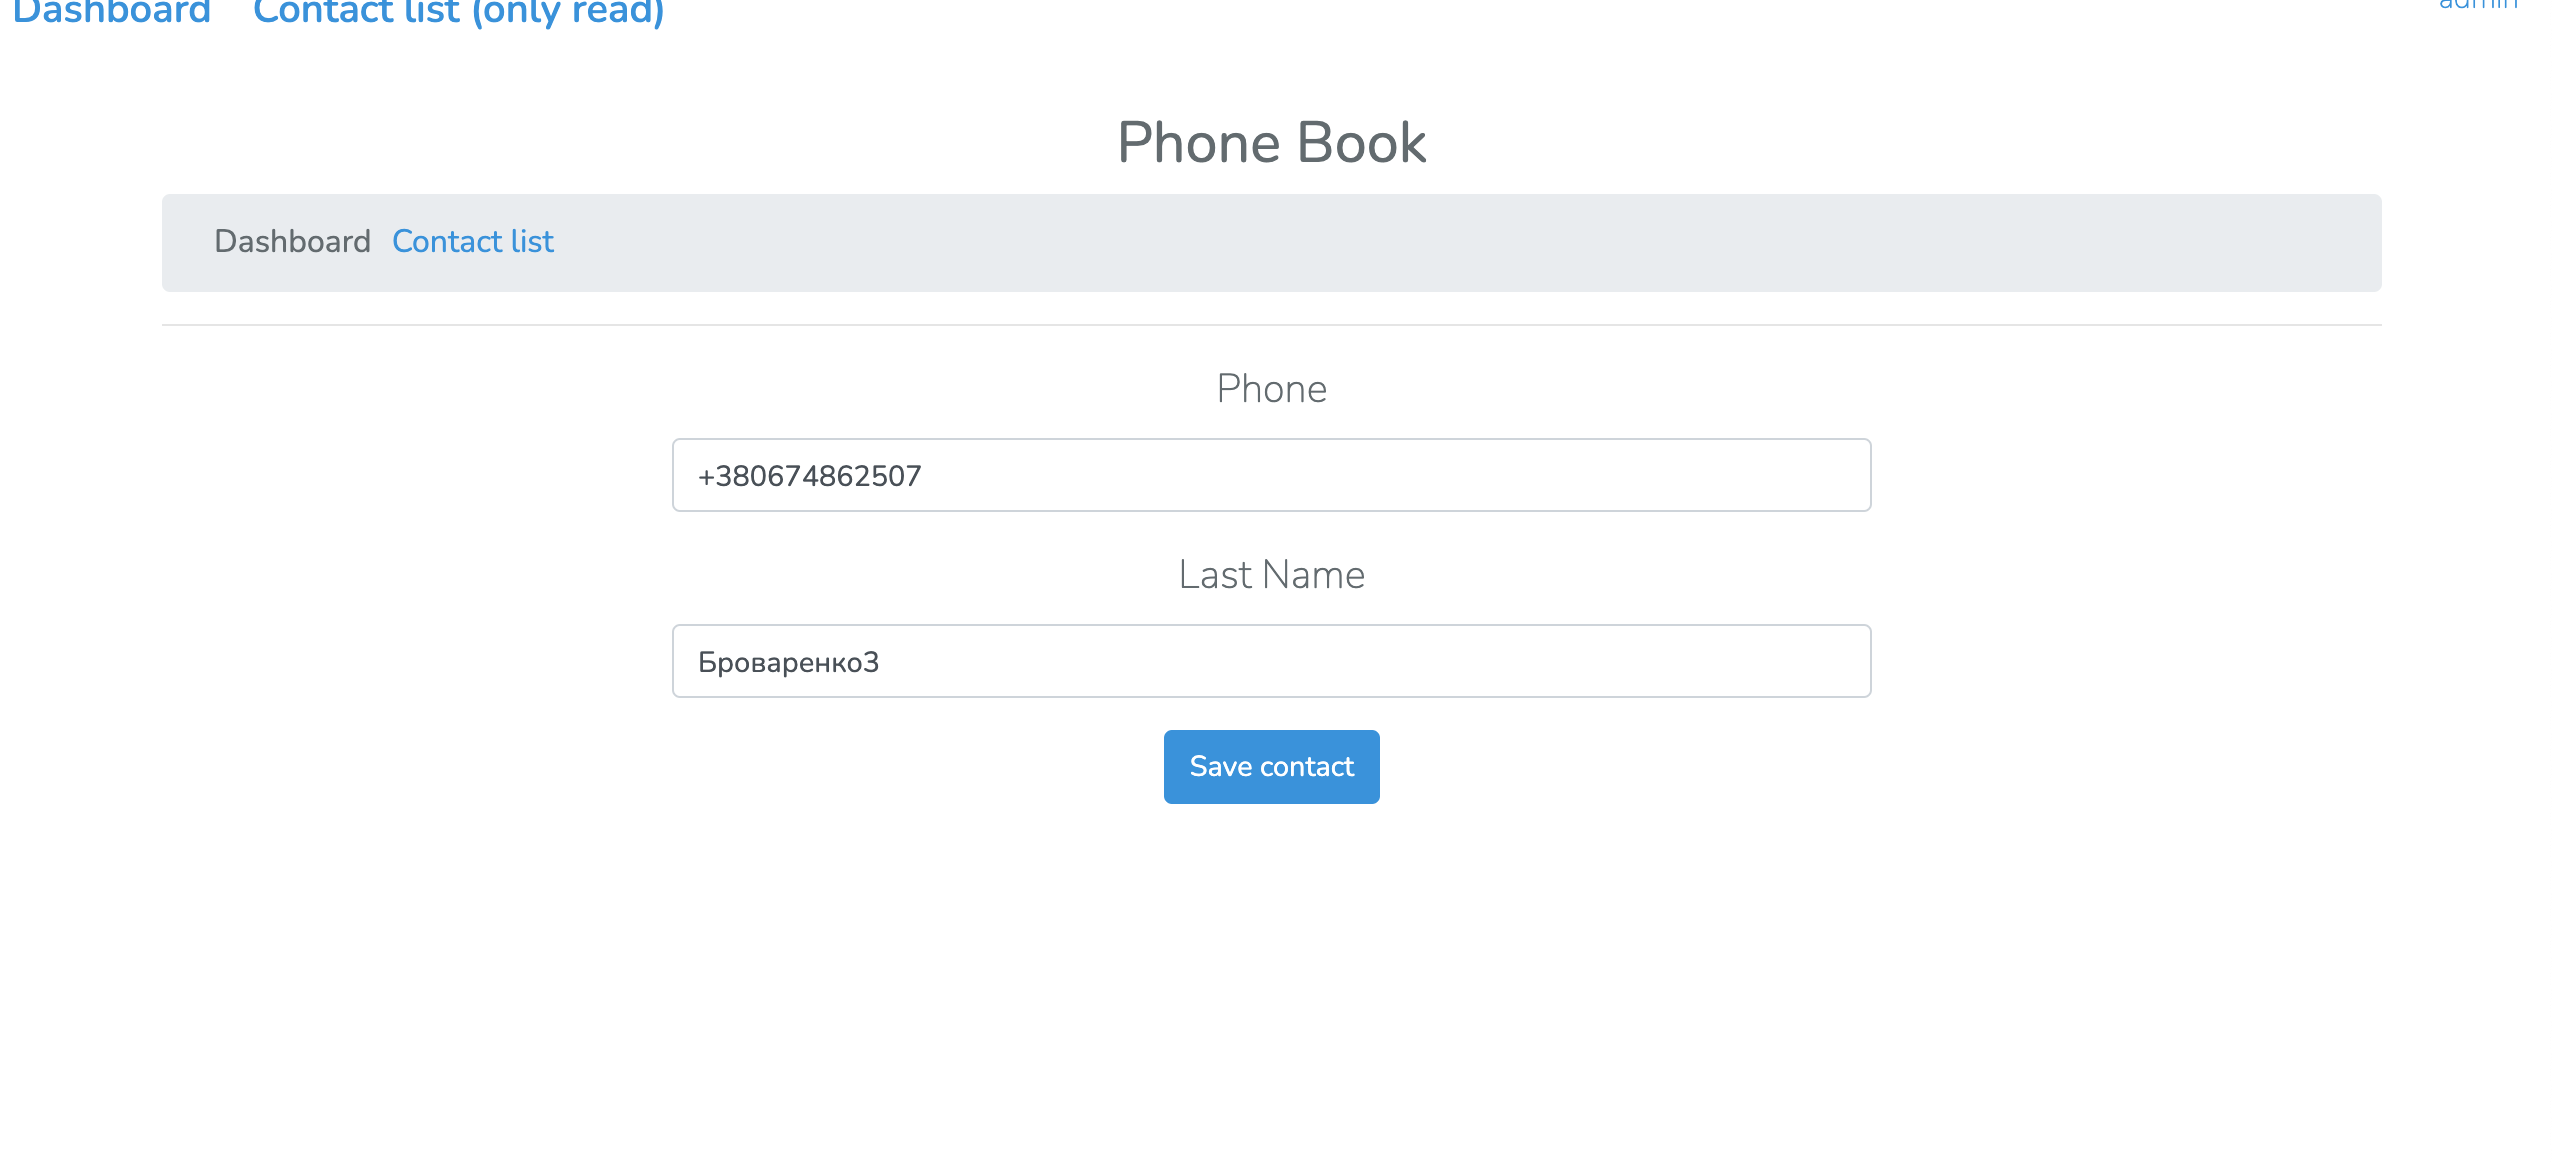 Dashboard Contact list (only read) admin
Phone Book
Dashboard Contact list
Phone
+380674862507
Last Name
Броваренко3
Save contact